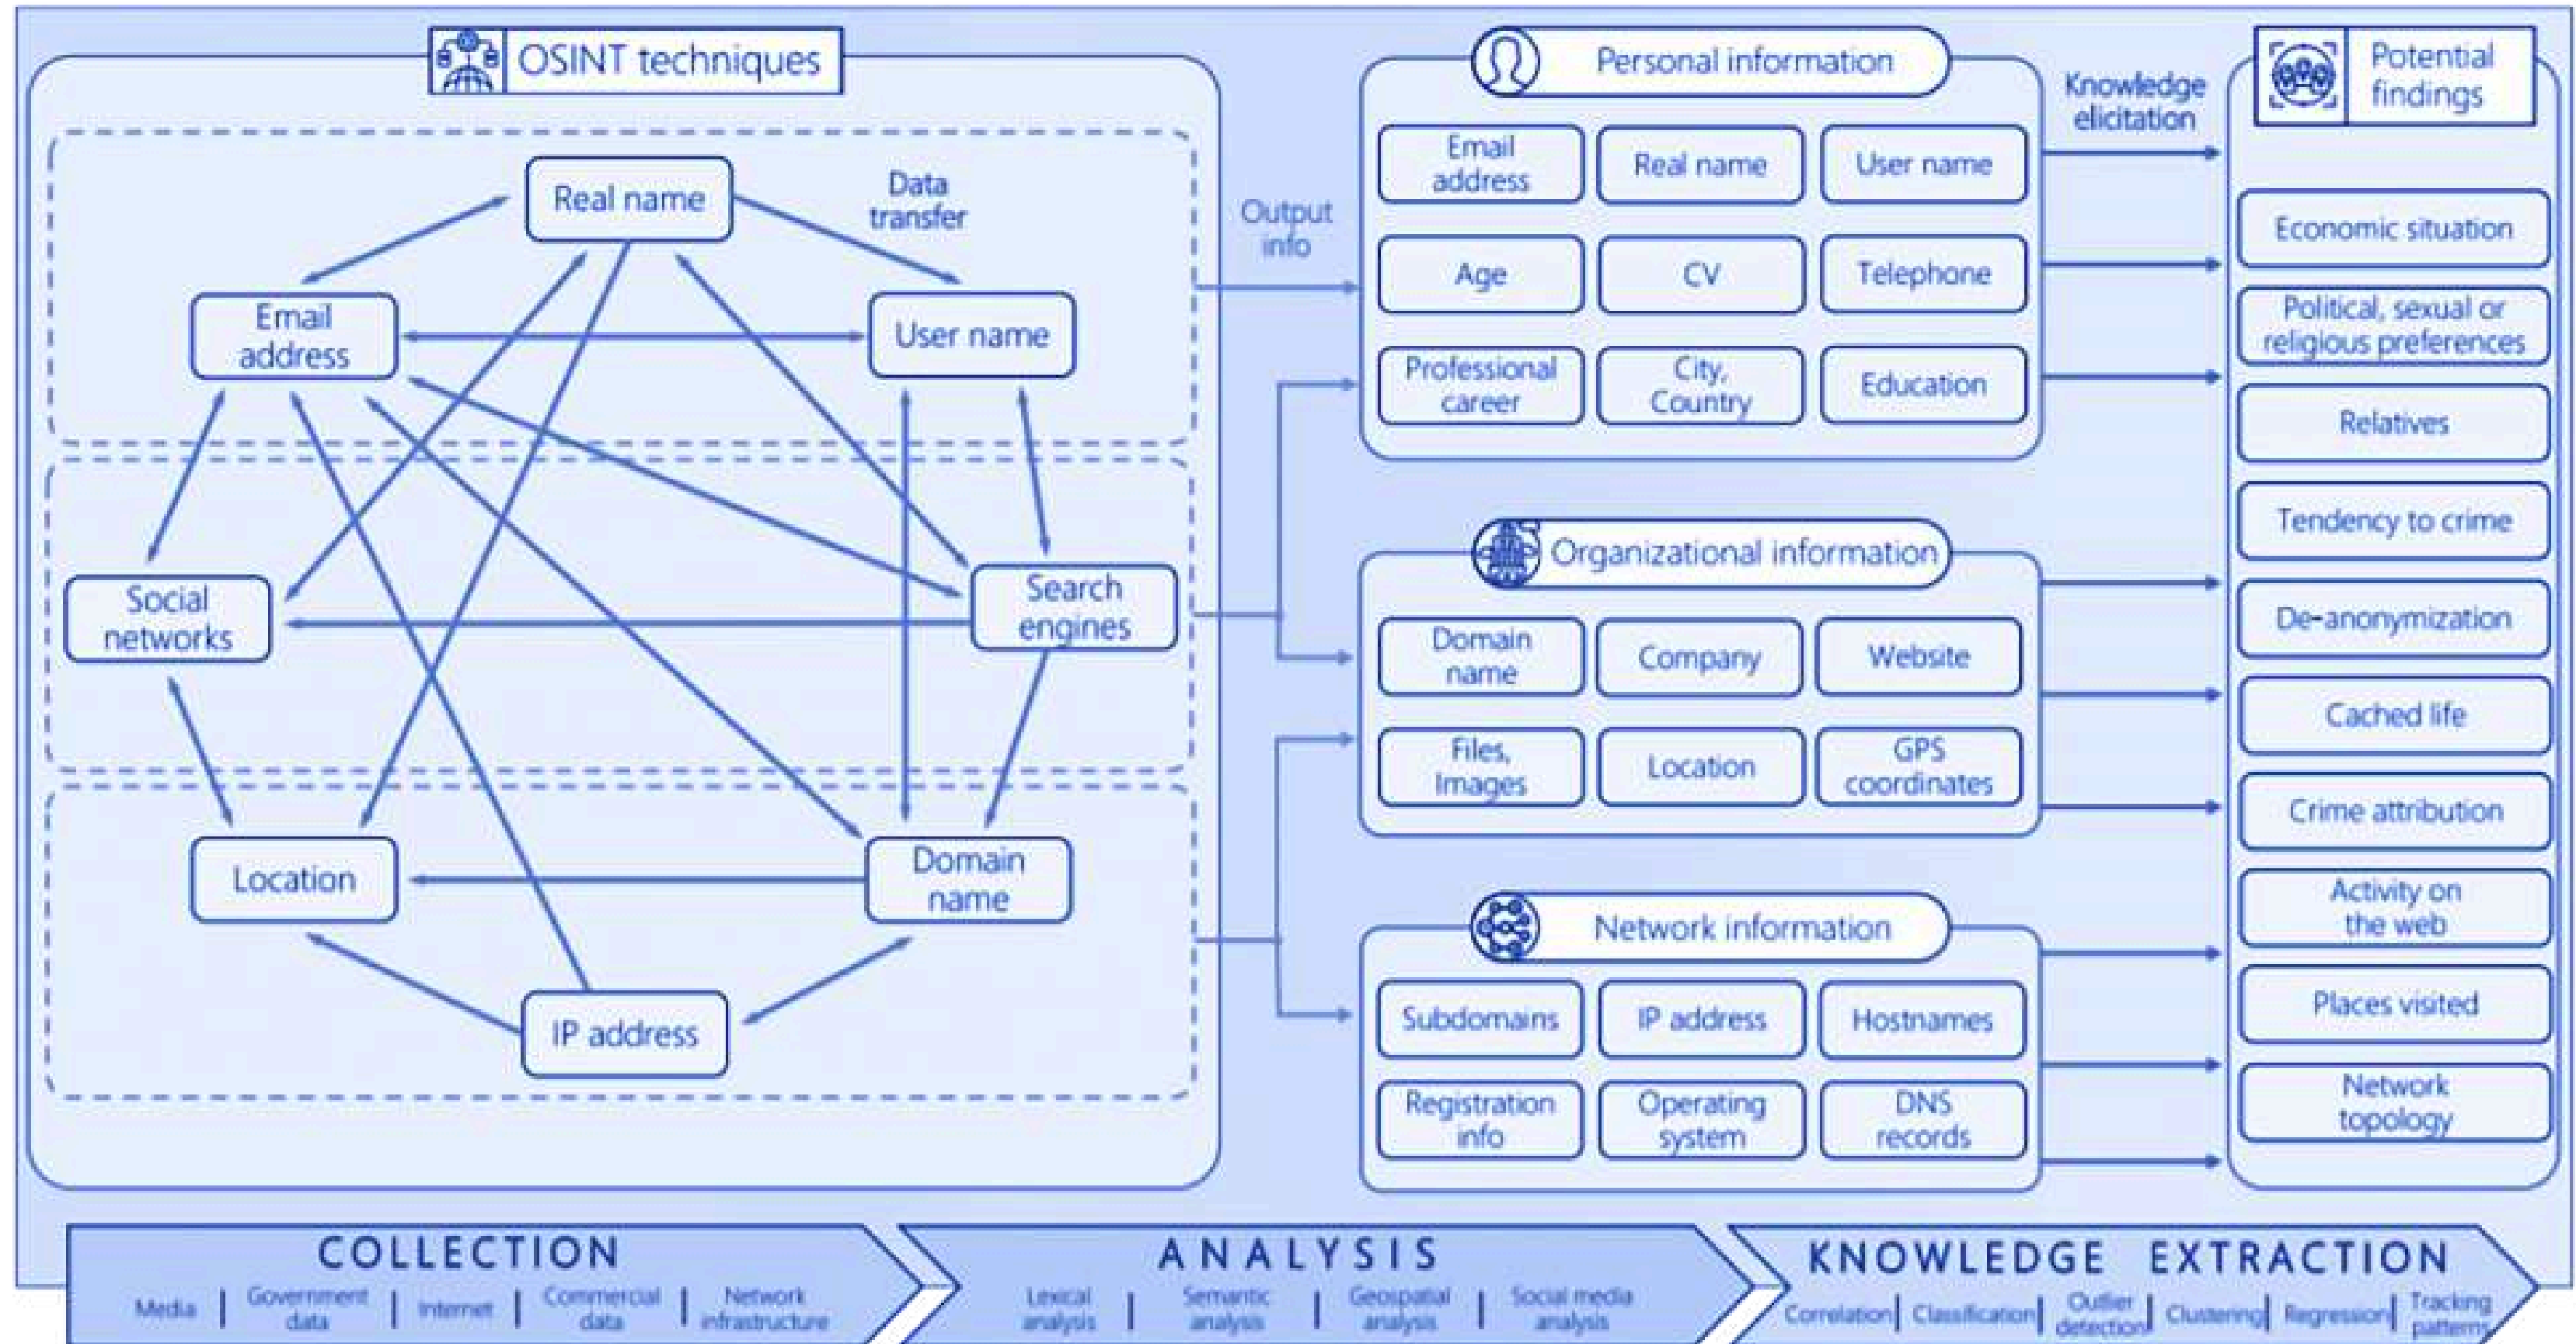 OSINT techniques
Real name
Data
transfer
Email
address
User name
Social
networks
Search
engines
Location
Domain
name
IP address
Output
info
Personal information
Email
address
Real name
User name
Age
CV
Telephone
Professional
career
City,
Country
Education
Organizational information
Domain
name
Company
Website
Files,
Images
Location
GPS
coordinates
Network information
Subdomains
IP address
Hostnames
Registration
info
Operating
system
DNS
records
Knowledge
elicitation
Potential
findings
Economic situation
Political, sexual or
religious preferences
Relatives
Tendency to crime
De-anonymization
Cached life
Crime attribution
Activity on
the web
Places visited
Network
topology
COLLECTION
Media
Government
data
Internet
Commercial
data
Network
infrastructure
ANALYSIS
Lexical
analysis
Semantic
analysis
Geospatial
analysis
Social media
analysis
KNOWLEDGE EXTRACTION
Correlation
Classification
Outlier
detection
Clustering
Regression
Tracking
patterns